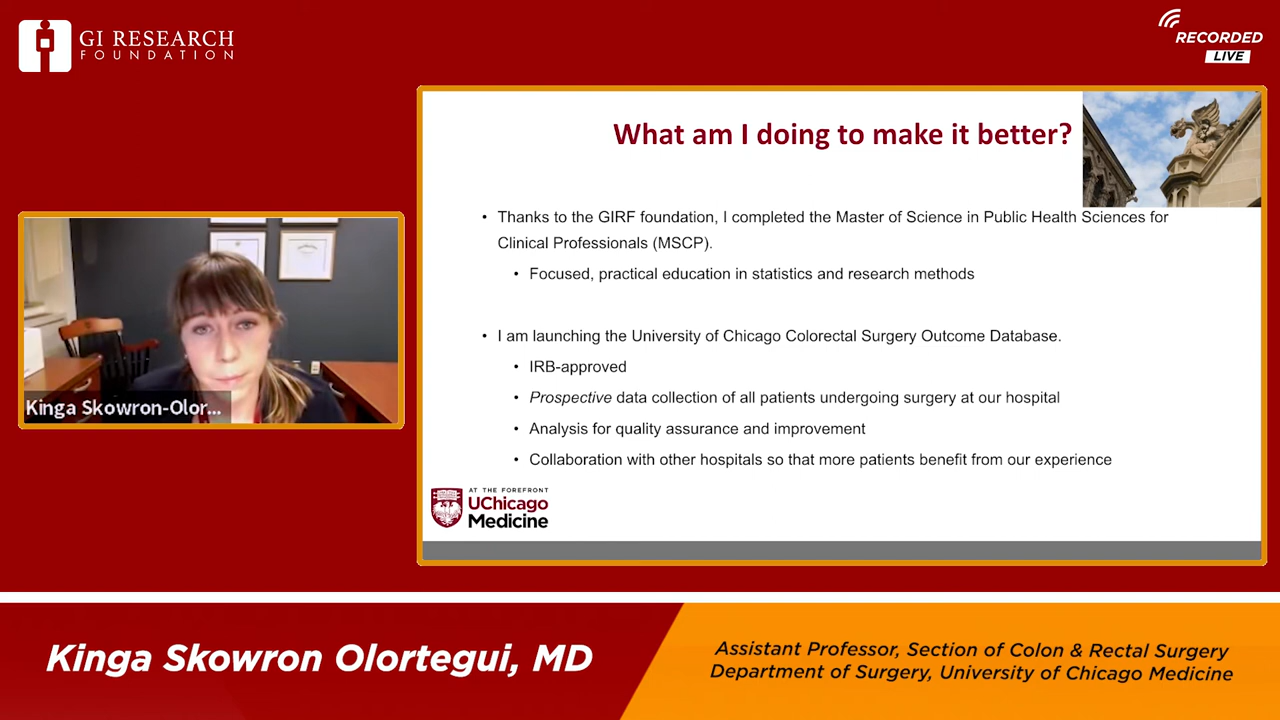 GI RESEARCH
FOUNDATION
RECORDED
LIVE
What am I doing to make it better?
• Thanks to the GIRF foundation, I completed the Master of Science in Public Health Sciences for
Clinical Professionals (MSCP).
• Focused, practical education in statistics and research methods
• I am launching the University of Chicago Colorectal Surgery Outcome Database.
• IRB-approved
• Prospective data collection of all patients undergoing surgery at our hospital
• Analysis for quality assurance and improvement
• Collaboration with other hospitals so that more patients benefit from our experience
AT THE FOREFRONT
UChicago
Medicine
Kinga Skowron-Olor...
Kinga Skowron Olortegui, MD
Assistant Professor, Section of Colon & Rectal Surgery
Department of Surgery, University of Chicago Medicine